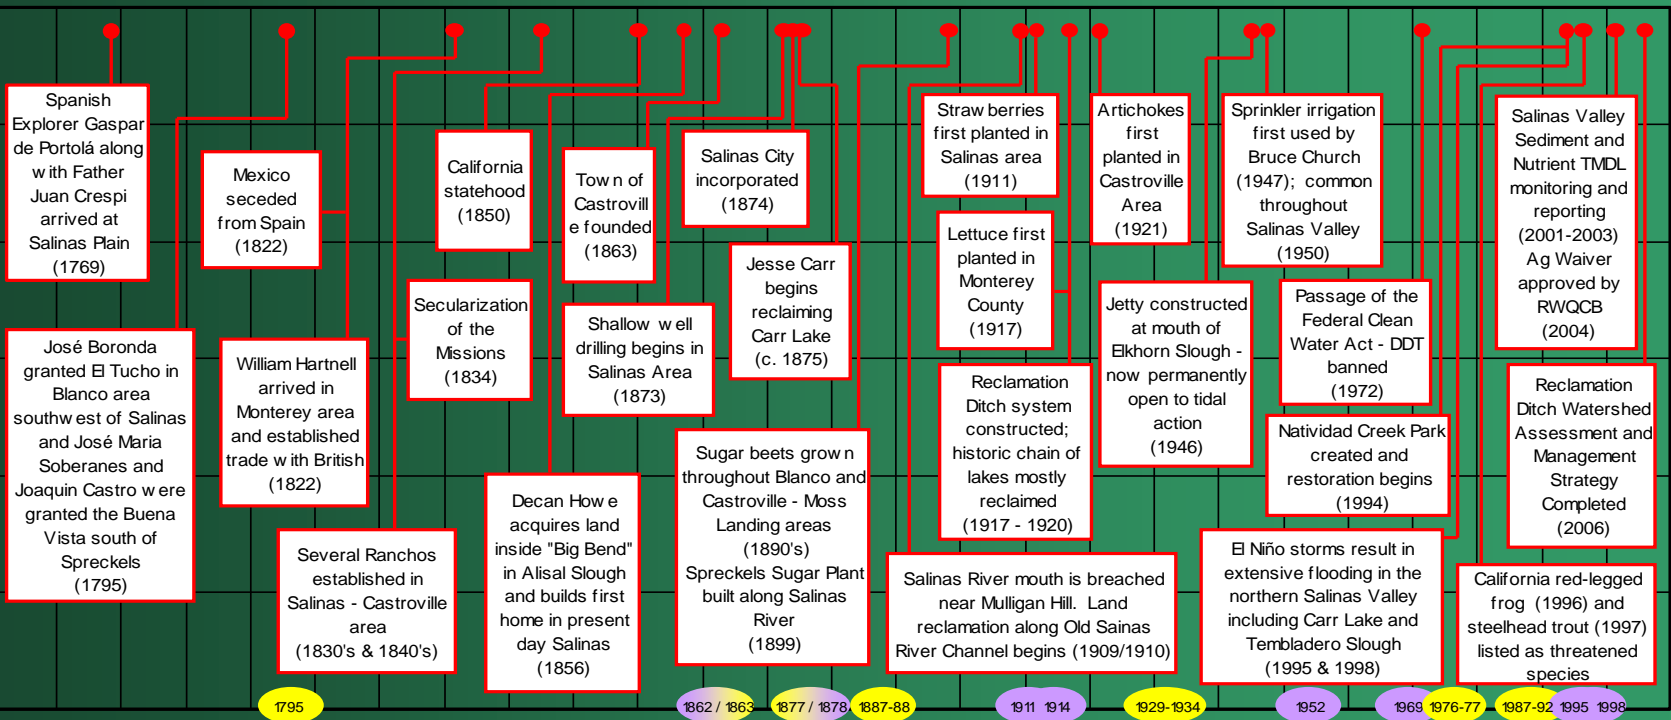 Spanish
Explorer Gaspar
de Portolá along
with Father
Juan Crespi
arrived at
Salinas Plain
(1769)
José Boronda
granted El Tucho in
Blanco area
southwest of Salinas
and José Maria
Soberanes and
Joaquin Castro were
granted the Buena
Vista south of
Spreckels
(1795)
Mexico
seceded
from Spain
(1822)
William Hartnell
arrived in
Monterey area
and established
trade with British
(1822)
Several Ranchos
established in
Salinas - Castroville
area
(1830's & 1840's)
California
statehood
(1850)
Secularization
of the
Missions
(1834)
Decan Howe
acquires land
inside "Big Bend"
in Alisal Slough
and builds first
home in present
day Salinas
(1856)
Town of
Castrovill
e founded
(1863)
Shallow well
drilling begins in
Salinas Area
(1873)
Salinas City
incorporated
(1874)
Jesse Carr
begins
reclaiming
Carr Lake
(c. 1875)
Sugar beets grown
throughout Blanco and
Castroville - Moss
Landing areas
(1890's)
Spreckels Sugar Plant
built along Salinas
River
(1899)
Strawberries
first planted in
Salinas area
(1911)
Lettuce first
planted in
Monterey
County
(1917)
Reclamation
Ditch system
constructed;
historic chain of
lakes mostly
reclaimed
(1917 - 1920)
Salinas River mouth is breached
near Mulligan Hill. Land
reclamation along Old Sainas
River Channel begins (1909/1910)
Artichokes
first
planted in
Castroville
Area
(1921)
Jetty constructed
at mouth of
Elkhorn Slough -
now permanently
open to tidal
action
(1946)
Sprinkler irrigation
first used by
Bruce Church
(1947); common
throughout
Salinas Valley
(1950)
Passage of the
Federal Clean
Water Act - DDT
banned
(1972)
Natividad Creek Park
created and
restoration begins
(1994)
El Niño storms result in
extensive flooding in the
northern Salinas Valley
including Carr Lake and
Tembladero Slough
(1995 & 1998)
Salinas Valley
Sediment and
Nutrient TMDL
monitoring and
reporting
(2001-2003)
Ag Waiver
approved by
RWQCB
(2004)
Reclamation
Ditch Watershed
Assessment and
Management
Strategy
Completed
(2006)
California red-legged
frog (1996) and
steelhead trout (1997)
listed as threatened
species
1795
1862 / 1863
1877 / 1878
1887-88
1911
1914
1929-1934
1952
1969
1976-77
1987-92
1995
1998